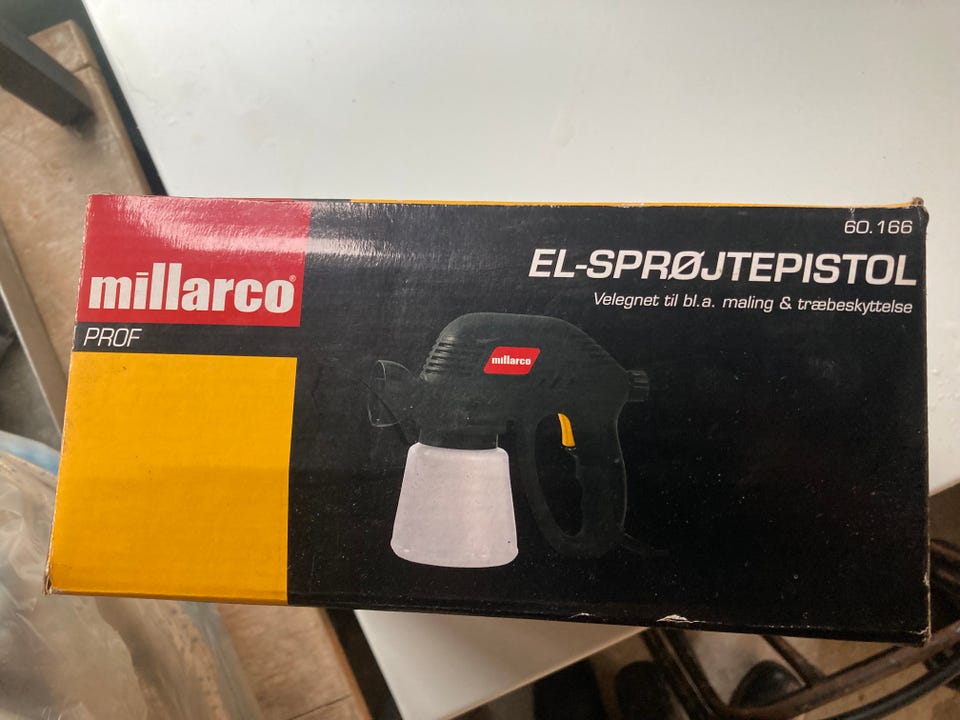 60.166
EL-SPRØJTEPISTOL
Velegnet til bl.a. maling & træbeskyttelse
millarco®
PROF
millarco